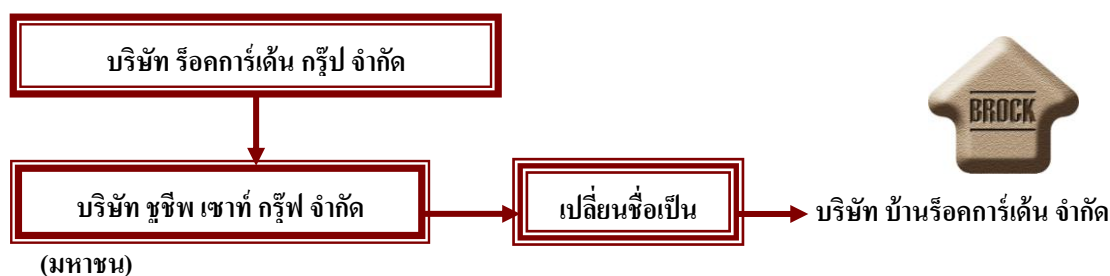 บริษัท ร็อคการ์เด้น กรุ๊ป จำกัด
BROCK
บริษัท ชูชีพ เซาท์ กรุ๊ฟ จำกัด
เปลี่ยนชื่อเป็น
บริษัท บ้านร็อคการ์เด้น จำกัด
(มหาชน)